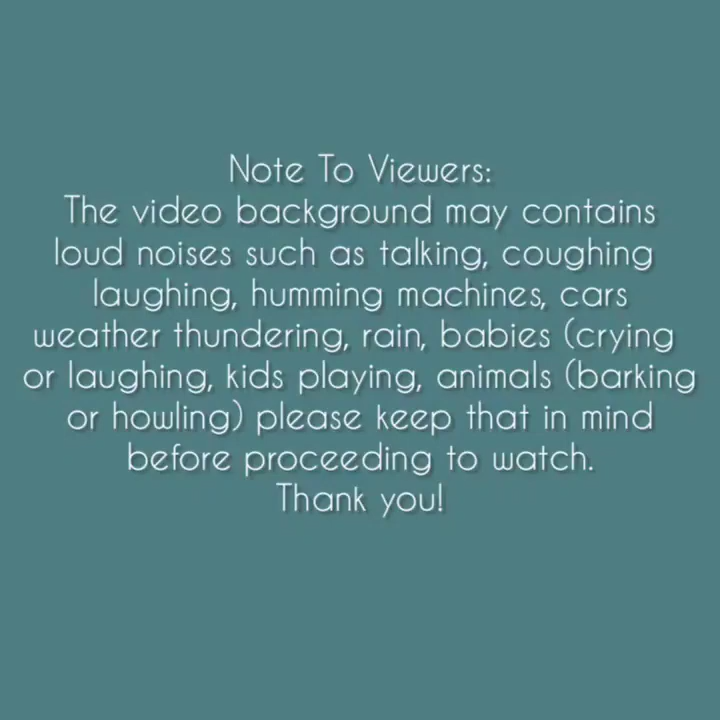 Note To Viewers:
The video background may contains
loud noises such as talking, coughing
laughing, humming machines, cars
weather thundering, rain, babies (crying
or laughing, kids playing, animals (barking
or howling) please keep that in mind
before proceeding to watch.
Thank you!